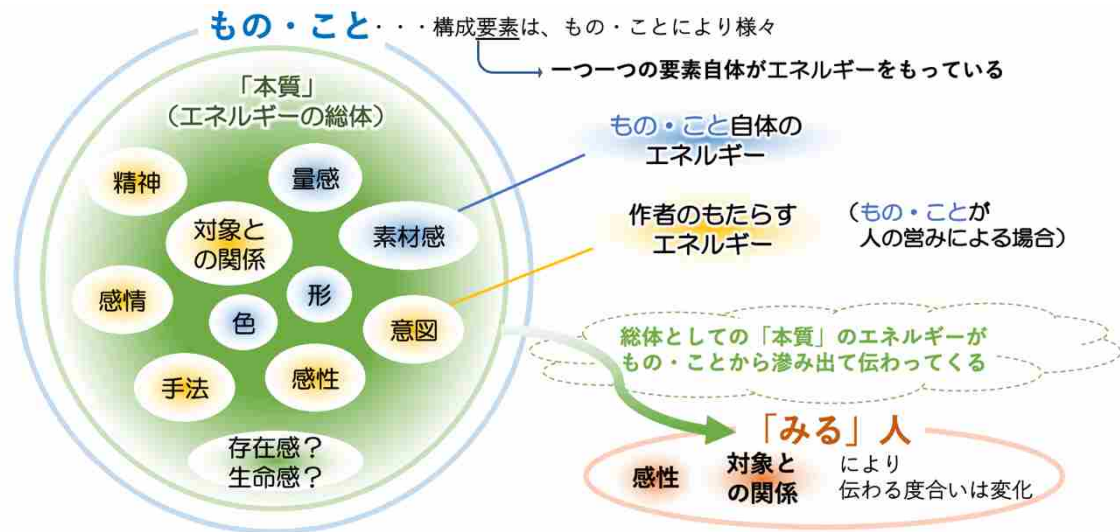 もの・こと・・・構成要素は、もの・ことにより様々
一つ一つの要素自体がエネルギーをもっている
「本質」
（エネルギーの総体）
精神
量感
対象と
の関係
素材感
感情
色
形
意図
手法
感性
存在感？
生命感？
もの・こと自体の
エネルギー
作者のもたらす
エネルギー
（もの・ことが
人の営みによる場合）
総体としての「本質」のエネルギーが
もの・ことから滲み出て伝わってくる
「みる」人
感性
対象と
の関係
により
伝わる度合いは変化